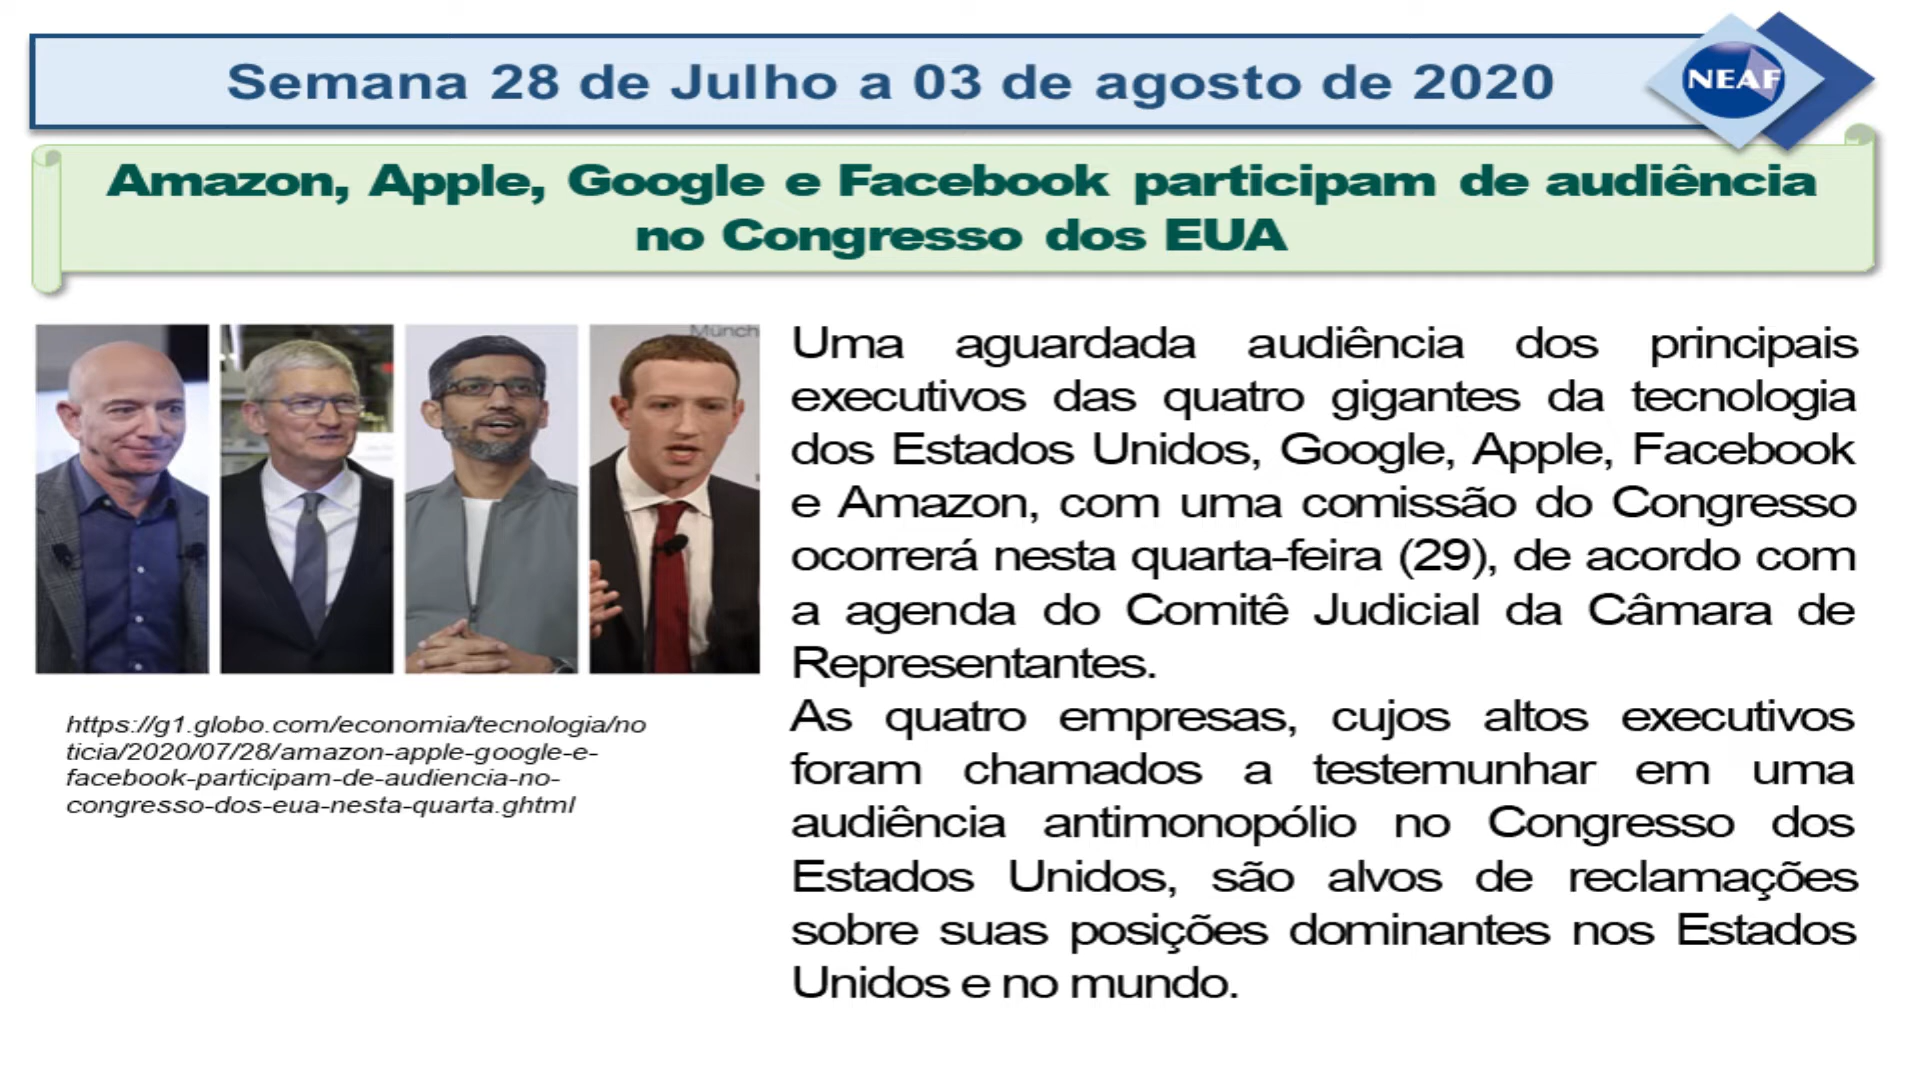 Semana 28 de Julho a 03 de agosto de 2020
NEAF
Amazon, Apple, Google e Facebook participam de audiência
no Congresso dos EUA
Münch
Uma aguardada audiência dos principais
executivos das quatro gigantes da tecnologia
dos Estados Unidos, Google, Apple, Facebook
e Amazon, com uma comissão do Congresso
ocorrerá nesta quarta-feira (29), de acordo com
a agenda do Comitê Judicial da Câmara de
Representantes.
As quatro empresas, cujos altos executivos
foram chamados a testemunhar em uma
audiência antimonopólio no Congresso dos
Estados Unidos, são alvos de reclamações
sobre suas posições dominantes nos Estados
Unidos e no mundo.
https://g1.globo.com/economia/tecnologia/no
ticia/2020/07/28/amazon-apple-google-e-
facebook-participam-de-audiencia-no-
congresso-dos-eua-nesta-quarta.ghtml